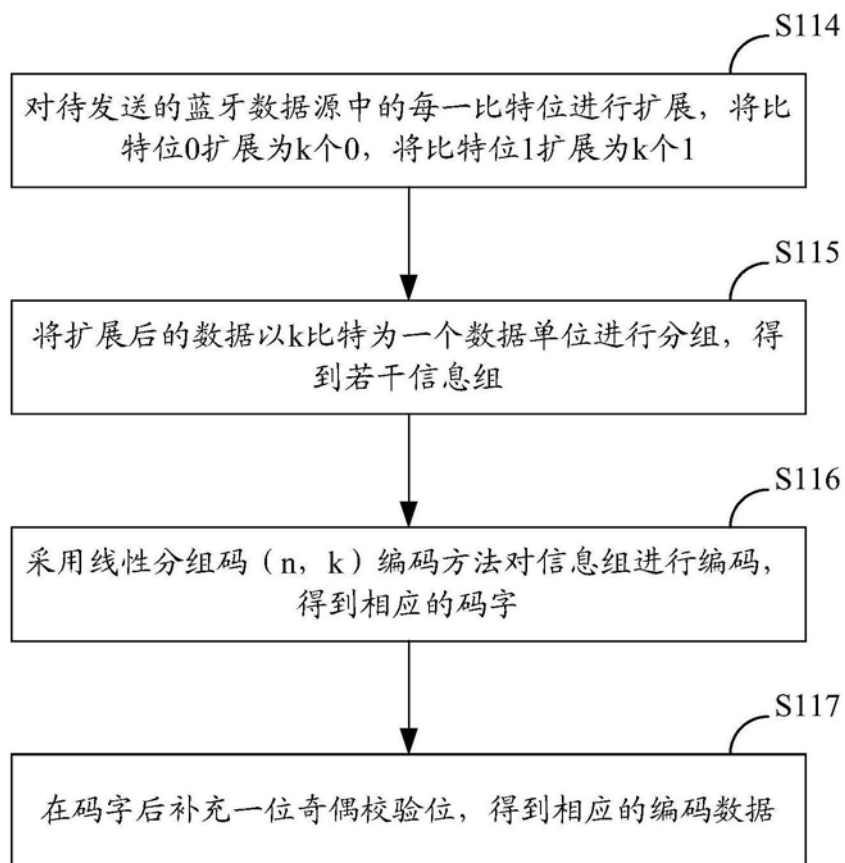 S114
对待发送的蓝牙数据源中的每一比特位进行扩展，将比
特位0扩展为k个0，将比特位1扩展为k个1
S115
将扩展后的数据以k比特为一个数据单位进行分组，得
到若干信息组
S116
采用线性分组码（n，k）编码方法对信息组进行编码，
得到相应的码字
S117
在码字后补充一位奇偶校验位，得到相应的编码数据